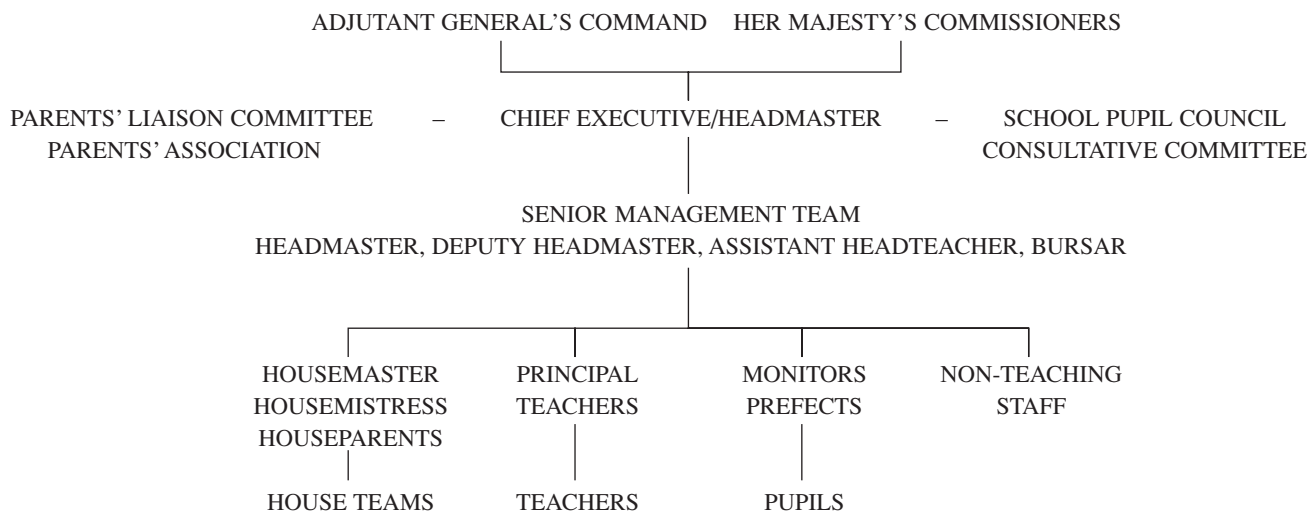 ADJUTANT GENERAL’S COMMAND HER MAJESTY’S COMMISSIONERS
PARENTS’ LIAISON COMMITTEE – CHIEF EXECUTIVE/HEADMASTER – SCHOOL PUPIL COUNCIL
PARENTS’ ASSOCIATION CONSULTATIVE COMMITTEE
SENIOR MANAGEMENT TEAM
HEADMASTER, DEPUTY HEADMASTER, ASSISTANT HEADTEACHER, BURSAR
HOUSEMASTER PRINCIPAL MONITORS NON-TEACHING
HOUSEMISTRESS TEACHERS PREFECTS STAFF
HOUSEPARENTS
HOUSE TEAMS TEACHERS PUPILS